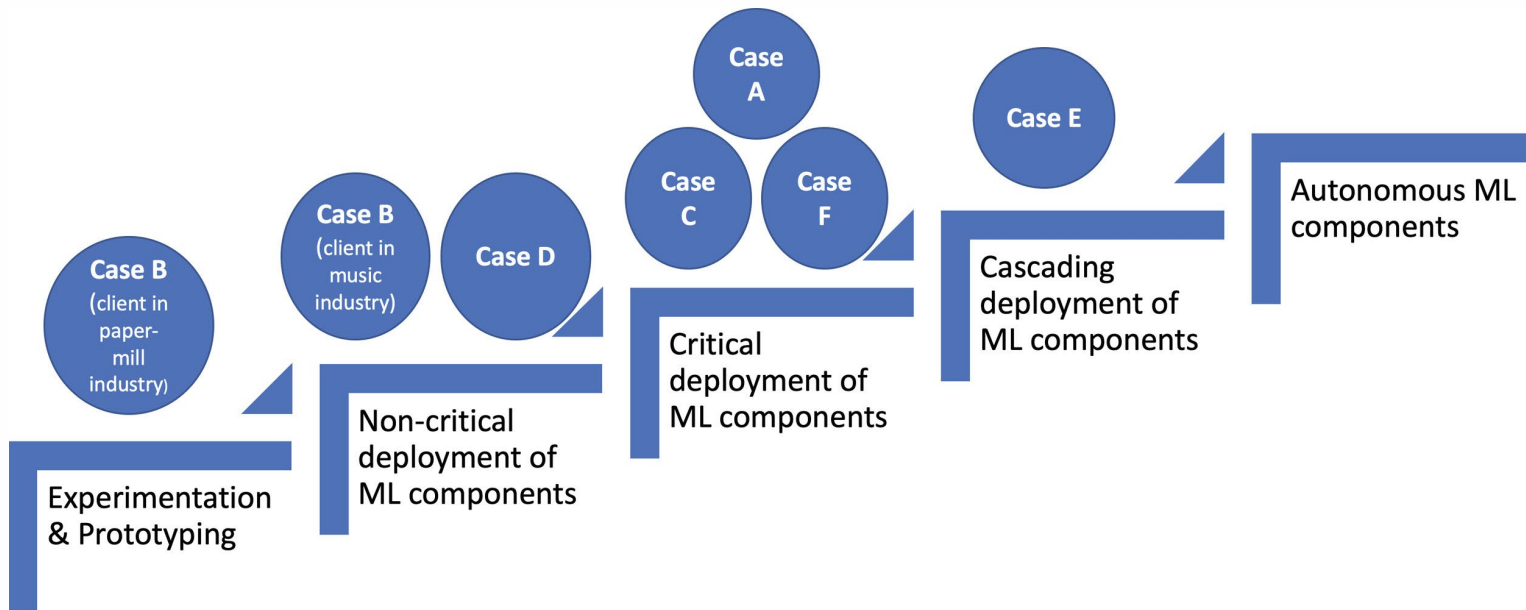 Case B
(client in
paper-
mill
industry)
Experimentation
& Prototyping
Case B
(client in
music
industry)
Case D
Non-critical
deployment of
ML components
Case
A
Case
C
Case
F
Critical
deployment of
ML components
Case E
Cascading
deployment of
ML components
Autonomous ML
components